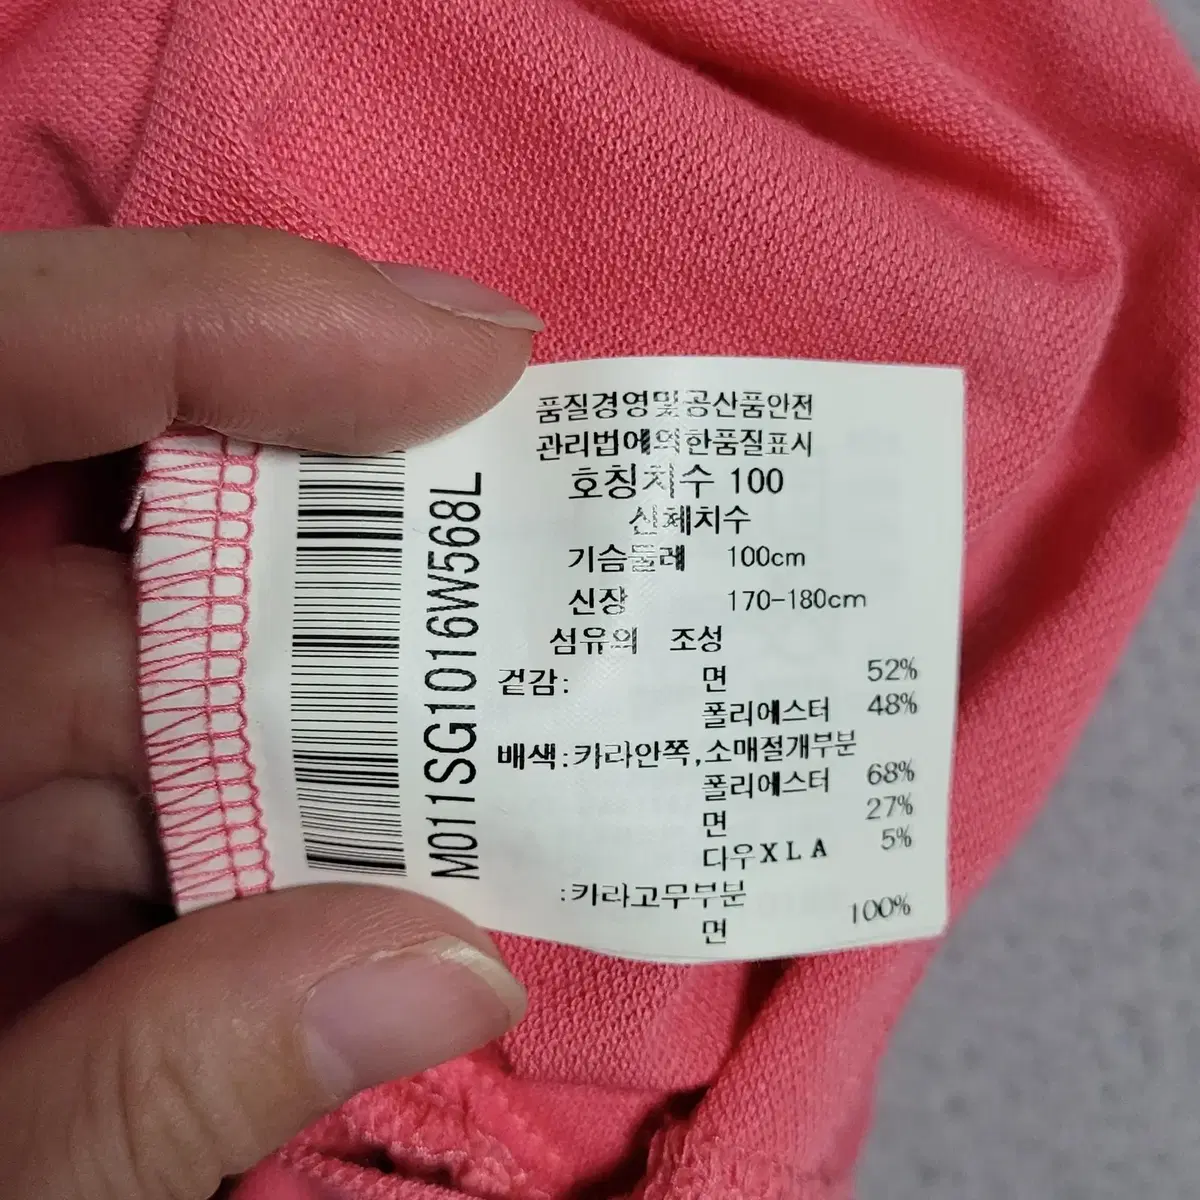 품질경영및공산품안전
관리법에의한품질표시
호칭치수 100
신체치수
기슴둘레 100cm
신장 170-180cm
섬유의 조성
겉감: 면 52%
폴리에스터 48%
배색:카라안쪽,소매절개부분
폴리에스터 68%
면 27%
다우XLA 5%
:카라고무부분
면 100%
M011SG1016W568L